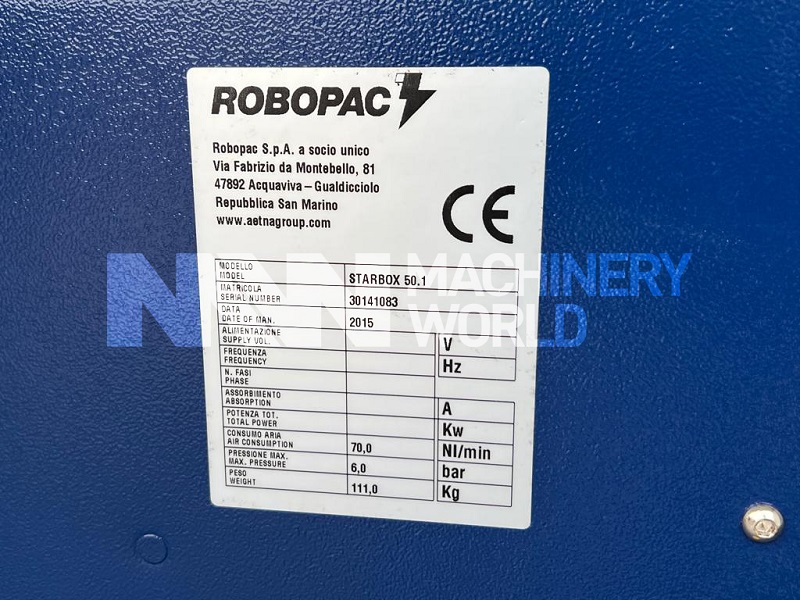 ROBOPAC
Robopac S.p.A. a socio unico
Via Fabrizio da Montebello, 81
47892 Acquaviva – Gualdicciolo
Repubblica San Marino
www.aetnagroup.com
CE
MODELLO
MODEL STARBOX 50.1
MATRICOLA
SERIAL NUMBER 30141083
DATA
DATE OF MAN. 2015
ALIMENTAZIONE
SUPPLY VOL. V
FREQUENZA
FREQUENCY Hz
N. FASI
PHASE
ASSORBIMENTO
ABSORPTION A
POTENZA TOT.
TOTAL POWER Kw
CONSUMO ARIA
AIR CONSUMPTION 70,0 Nl/min
PRESSIONE MAX.
MAX. PRESSURE 6,0 bar
PESO
WEIGHT 111,0 Kg
MACHINERY
WORLD